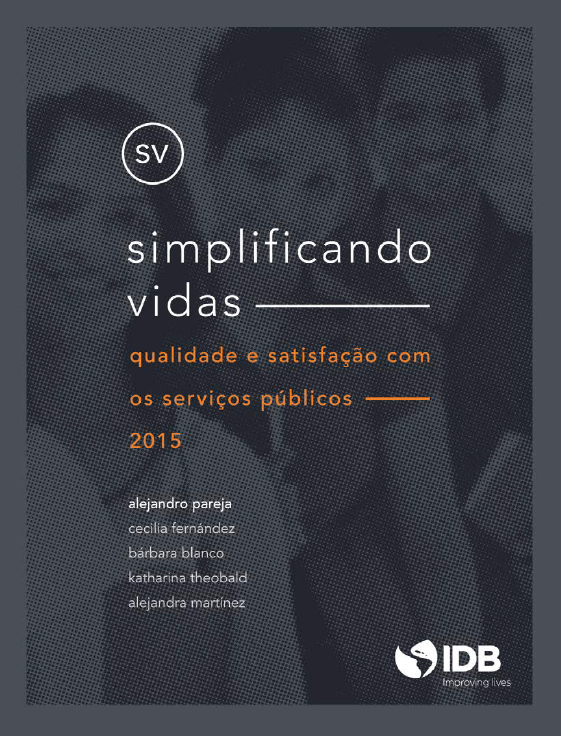 sv
simplificando
vidas
qualidade e satisfação com
os serviços públicos
2015
alejandro pareja
cecilia fernández
bárbara blanco
katharina theobald
alejandra martínez
IDB
Improving lives